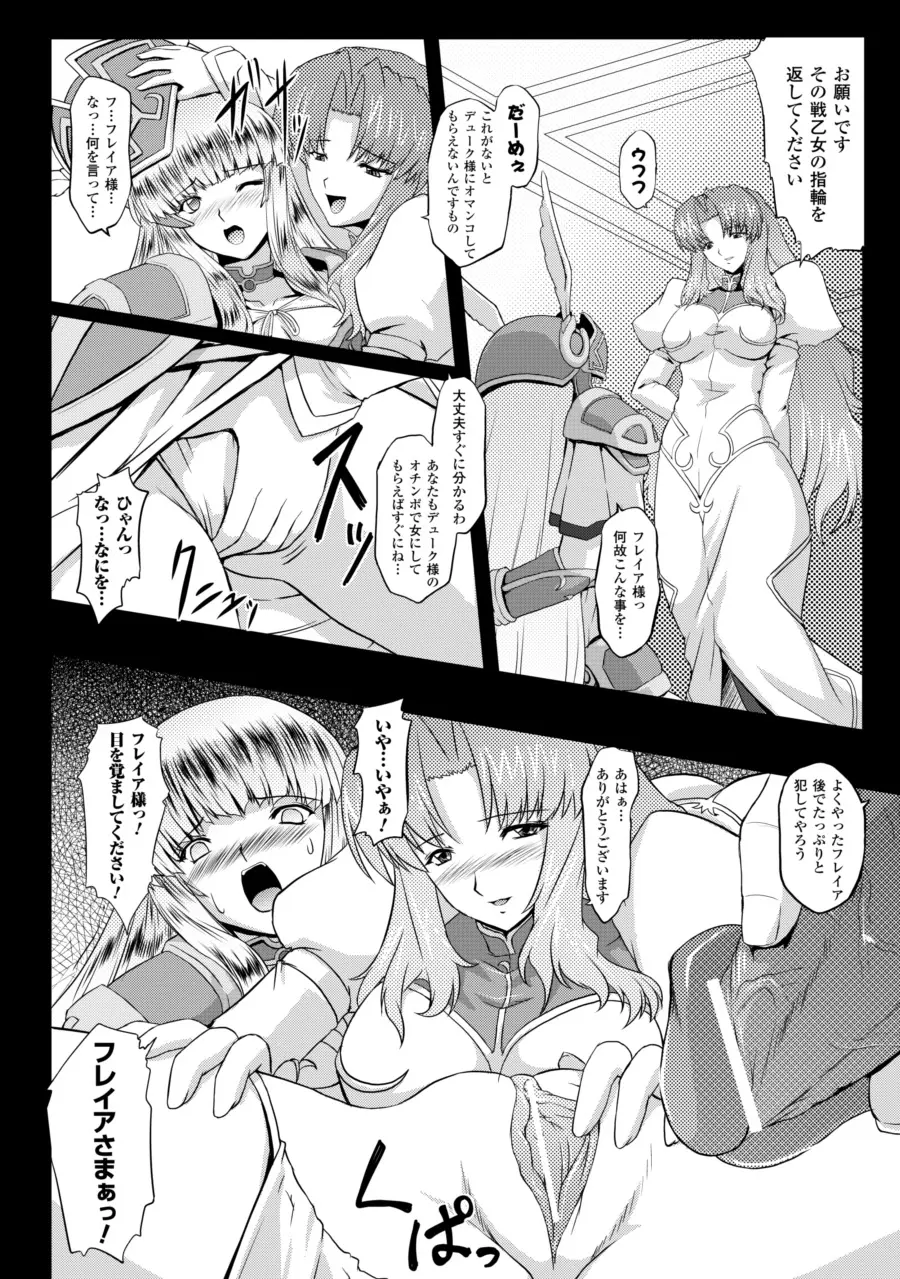 お願いです
その戦乙女の指輪を
返してください
ウフフ
だーめぇ
これがないと
デューク様にオマンコして
もらえないんですもの
フレイア様っ
何故こんな事を…
フ…フレイア様…
なっ…何を言って…
大丈夫すぐに分かるわ
あなたもデューク様の
オチンポで女にして
もらえばすぐにね…
スッ
ひゃんっ
なっ…なにを…
よくやったフレイア
後でたっぷりと
犯してやろう
あはぁ…
ありがとうございます
いや…いやぁ！
フレイア様っ！
目を覚ましてください！
フレイアさまぁっ！
くぱっ